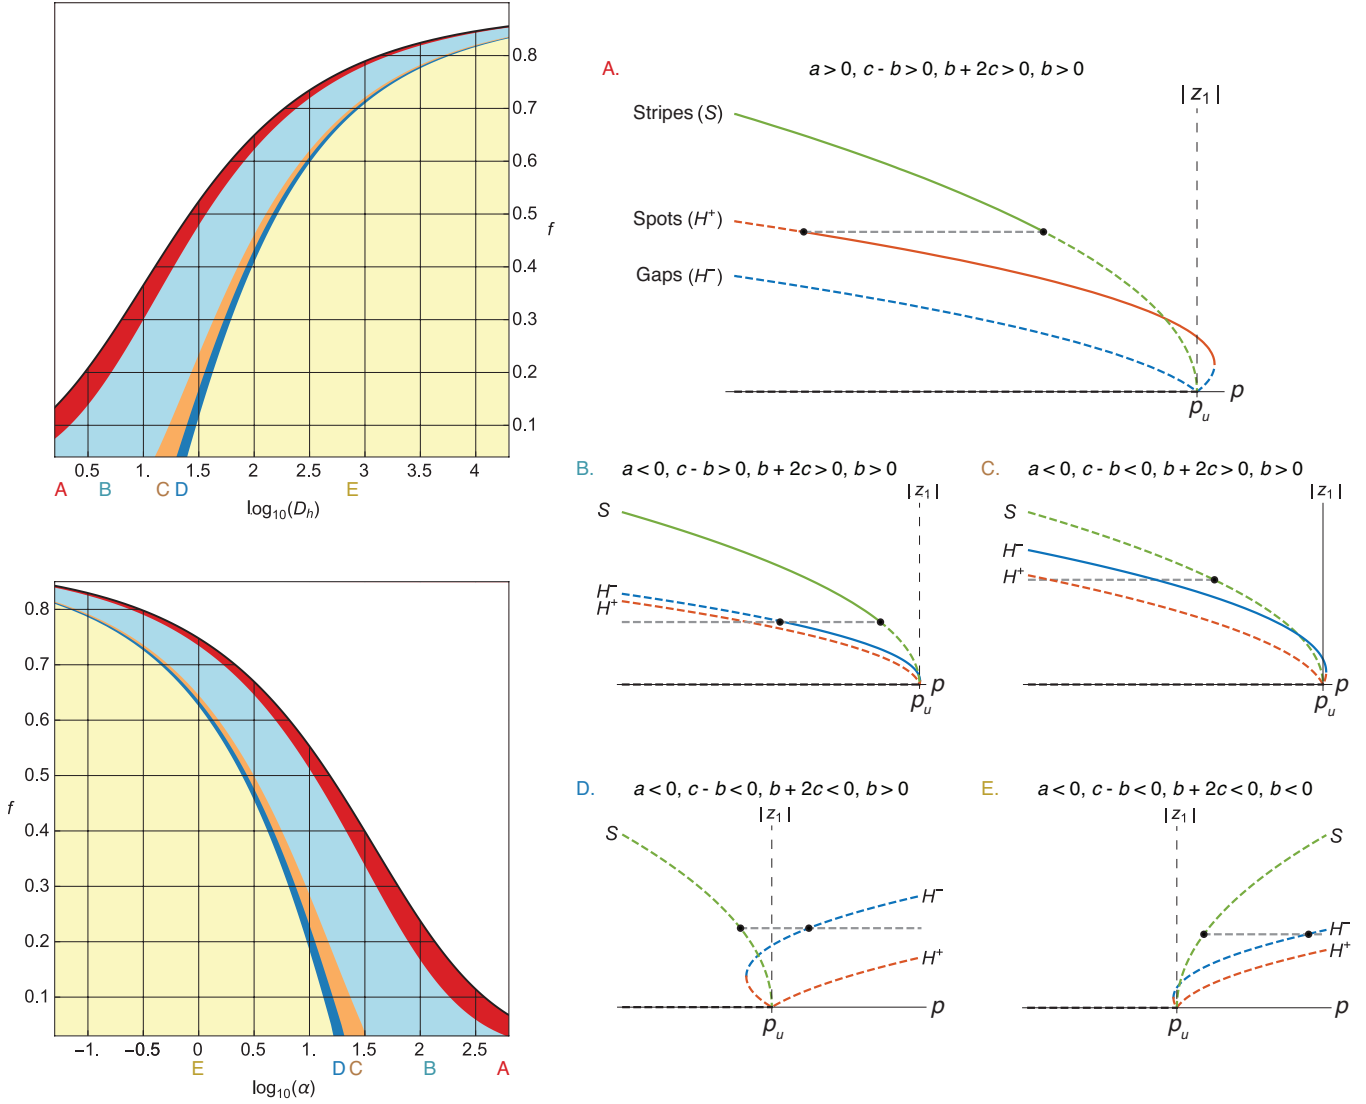 0.8
0.7
0.6
0.5
f
0.4
0.3
0.2
0.1
0.5 1. 1.5 2 2.5 3 3.5 4
A B C D E
log10(Dh)
0.8
0.7
0.6
0.5
f
0.4
0.3
0.2
0.1
−1. −0.5 0 0.5 1. 1.5 2 2.5
E D C B A
log10(α)
A. a > 0, c - b > 0, b + 2c > 0, b > 0
|z1|
Stripes (S)
Spots (H+)
Gaps (H−)
pu p
B. a < 0, c - b > 0, b + 2c > 0, b > 0
|z1|
S
H−
H+
p
pu
C. a < 0, c - b < 0, b + 2c > 0, b > 0
|z1|
S
H−
H+
p
pu
D. a < 0, c - b < 0, b + 2c < 0, b > 0
|z1|
S
H−
H+
p
pu
E. a < 0, c - b < 0, b + 2c < 0, b < 0
|z1|
S
H−
H+
p
pu